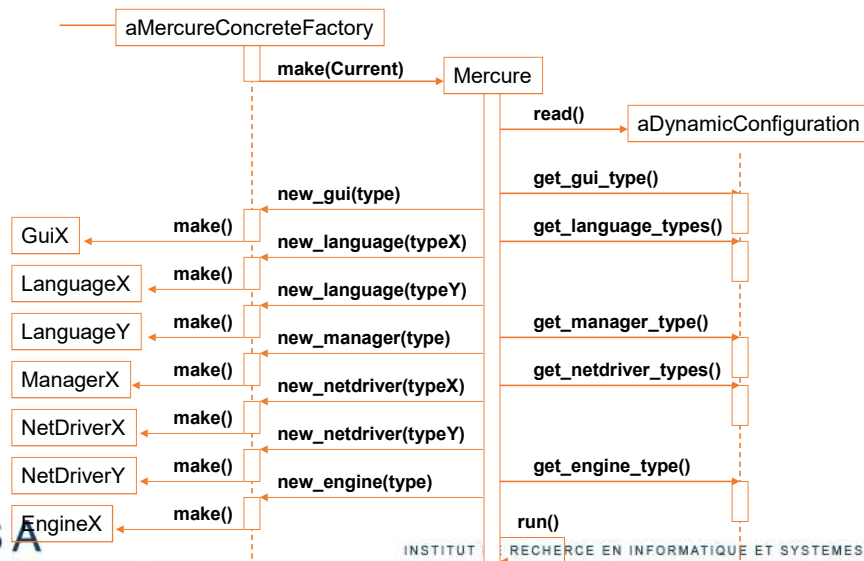 aMercureConcreteFactory
make(Current)
Mercure
read()
aDynamicConfiguration
get_gui_type()
new_gui(type)
make()
GuiX
get_language_types()
new_language(typeX)
make()
LanguageX
new_language(typeY)
make()
LanguageY
get_manager_type()
new_manager(type)
make()
ManagerX
get_netdriver_types()
new_netdriver(typeX)
make()
NetDriverX
new_netdriver(typeY)
make()
NetDriverY
get_engine_type()
new_engine(type)
make()
EngineX
run()
A
INSTITUT RECHERCE EN INFORMATIQUE ET SYSTEMES